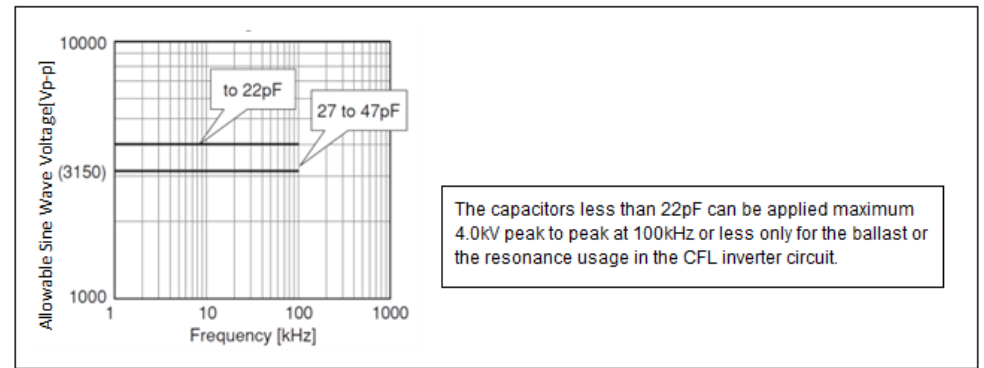 10000
to 22pF
27 to 47pF
(3150)
1000
1 10 100 1000
Frequency [kHz]
Allowable Sine Wave Voltage[Vp-p]
The capacitors less than 22pF can be applied maximum
4.0kV peak to peak at 100kHz or less only for the ballast or
the resonance usage in the CFL inverter circuit.